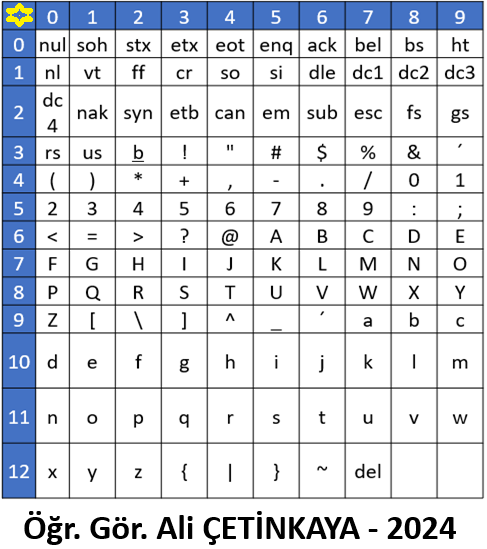 0 1 2 3 4 5 6 7 8 9
0 nul soh stx etx eot enq ack bel bs ht
1 nl vt ff cr so si dle dc1 dc2 dc3
2 dc 4 nak syn etb can em sub esc fs gs
3 rs us b ! " # $ % & ´
4 ( ) * + , - . / 0 1
5 2 3 4 5 6 7 8 9 : ;
6 < = > ? @ A B C D E
7 F G H I J K L M N O
8 P Q R S T U V W X Y
9 Z [ \ ] ^ _ ´ a b c
10 d e f g h i j k l m
11 n o p q r s t u v w
12 x y z { | } ~ del
Öğr. Gör. Ali ÇETİNKAYA - 2024